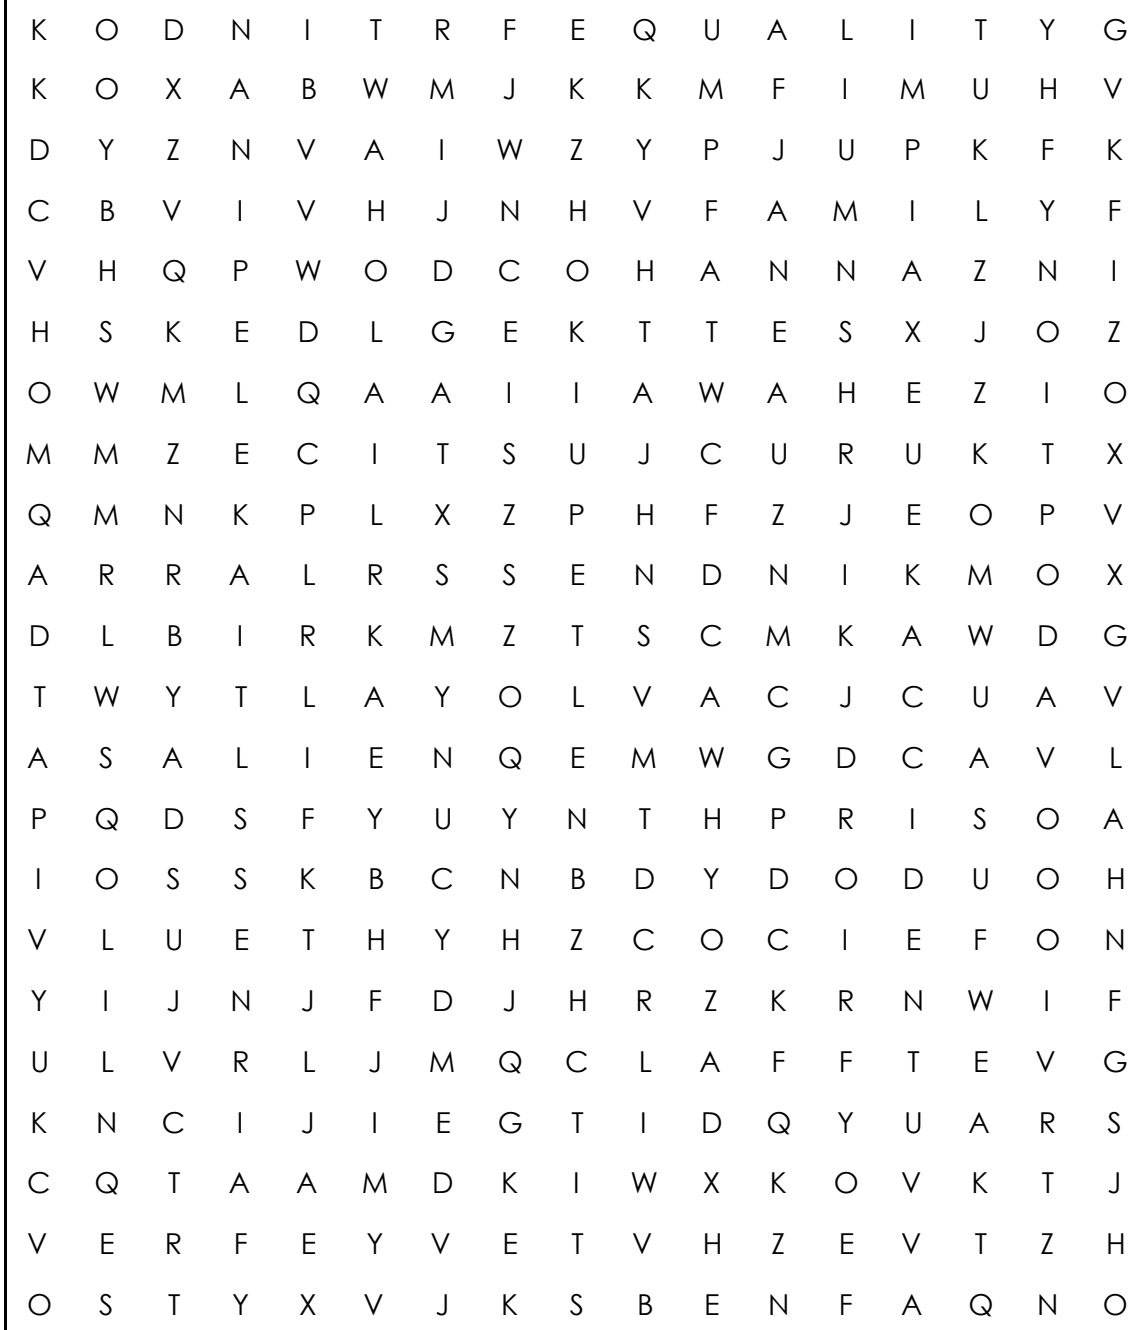 K O D N I T R F E Q U A L I T Y G
K O X A B W M J K K M F I M U H V
D Y Z N V A I W Z Y P J U P K F K
C B V I V H J N H V F A M I L Y F
V H Q P W O D C O H A N N A Z N I
H S K E D L G E K T T E S X J O Z
O W M L Q A A I I A W A H E Z I O
M M Z E C I T S U J C U R U K T X
Q M N K P L X Z P H F Z J E O P V
A R R A L R S S E N D N I K M O X
D L B I R K M Z T S C M K A W D G
T W Y T L A Y O L V A C J C U A V
A S A L I E N Q E M W G D C A V L
P Q D S F Y U Y N T H P R I S O A
I O S S K B C N B D Y D O D U O H
V L U E T H Y H Z C O C I E F O N
Y I J N J F D J H R Z K R N W I F
U L V R L J M Q C L A F F T E V G
K N C I J I E G T I D Q Y U A R S
C Q T A A M D K I W X K O V K T J
V E R F E Y V E T V H Z E V T Z H
O S T Y X V J K S B E N F A Q N O